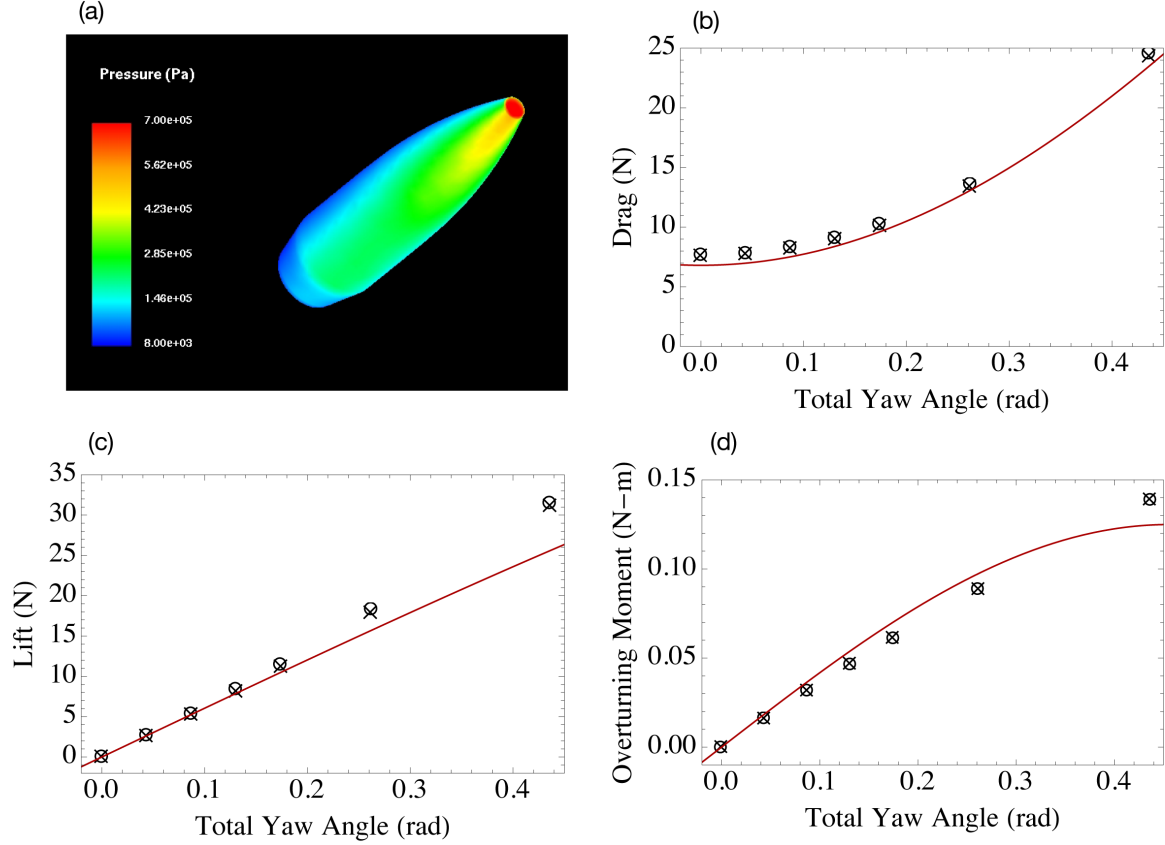 (a)
Pressure (Pa)
7.00e+05
5.62e+05
4.23e+05
2.85e+05
1.46e+05
8.00e+03
(b)
25
20
15
10
5
0
Drag (N)
0.0 0.1 0.2 0.3 0.4
Total Yaw Angle (rad)
(c)
35
30
25
20
15
10
5
0
Lift (N)
0.0 0.1 0.2 0.3 0.4
Total Yaw Angle (rad)
(d)
0.15
0.10
0.05
0.00
Overturning Moment (N−m)
0.0 0.1 0.2 0.3 0.4
Total Yaw Angle (rad)